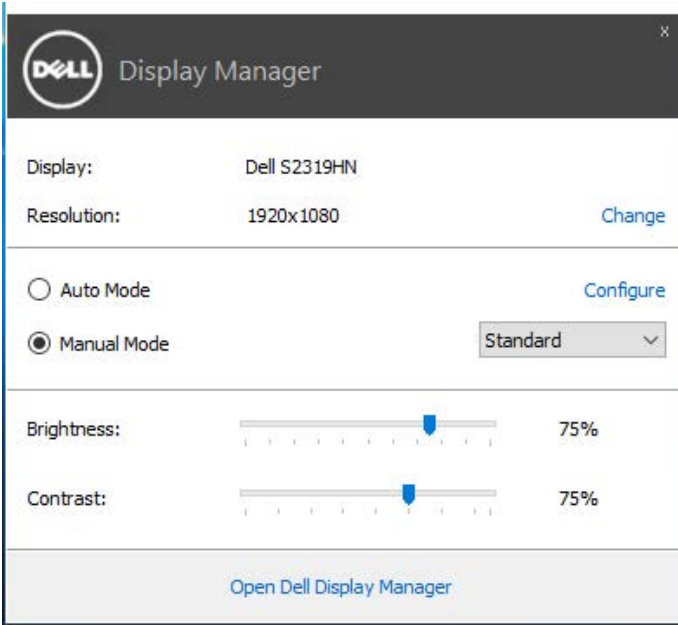 x
DELL Display Manager
Display: Dell S2319HN
Resolution: 1920x1080 Change
Auto Mode Configure
Manual Mode Standard
Brightness: 75%
Contrast: 75%
Open Dell Display Manager